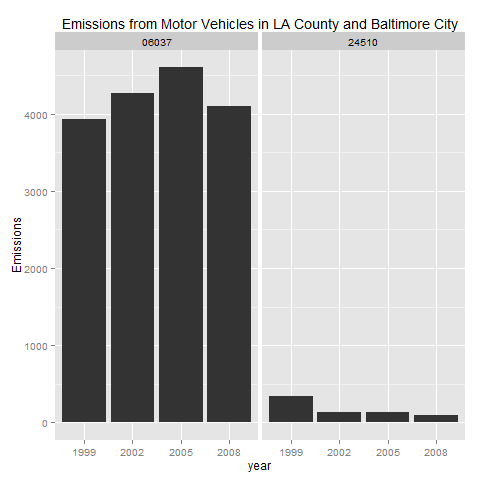 Emissions from Motor Vehicles in LA County and Baltimore City
06037 24510
Emissions
4000
3000
2000
1000
0
1999 2002 2005 2008 1999 2002 2005 2008
year